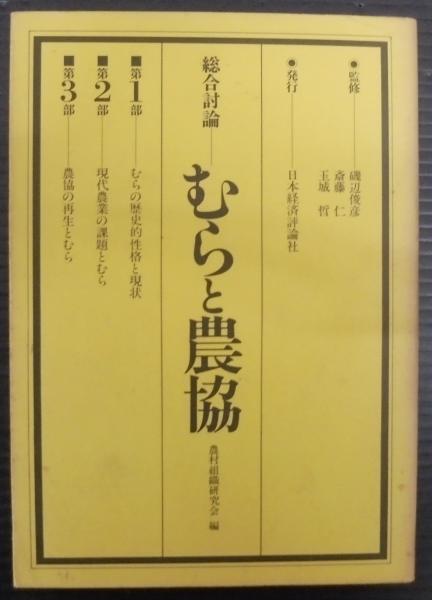 ●監修
磯辺俊彦
斎藤 仁
玉城 哲
●発行――日本経済評論社
総合討論――むらと農協
農村組織研究会 編
■第1部――むらの歴史的性格と現状
■第2部――現代農業の課題とむら
■第3部――農協の再生とむら